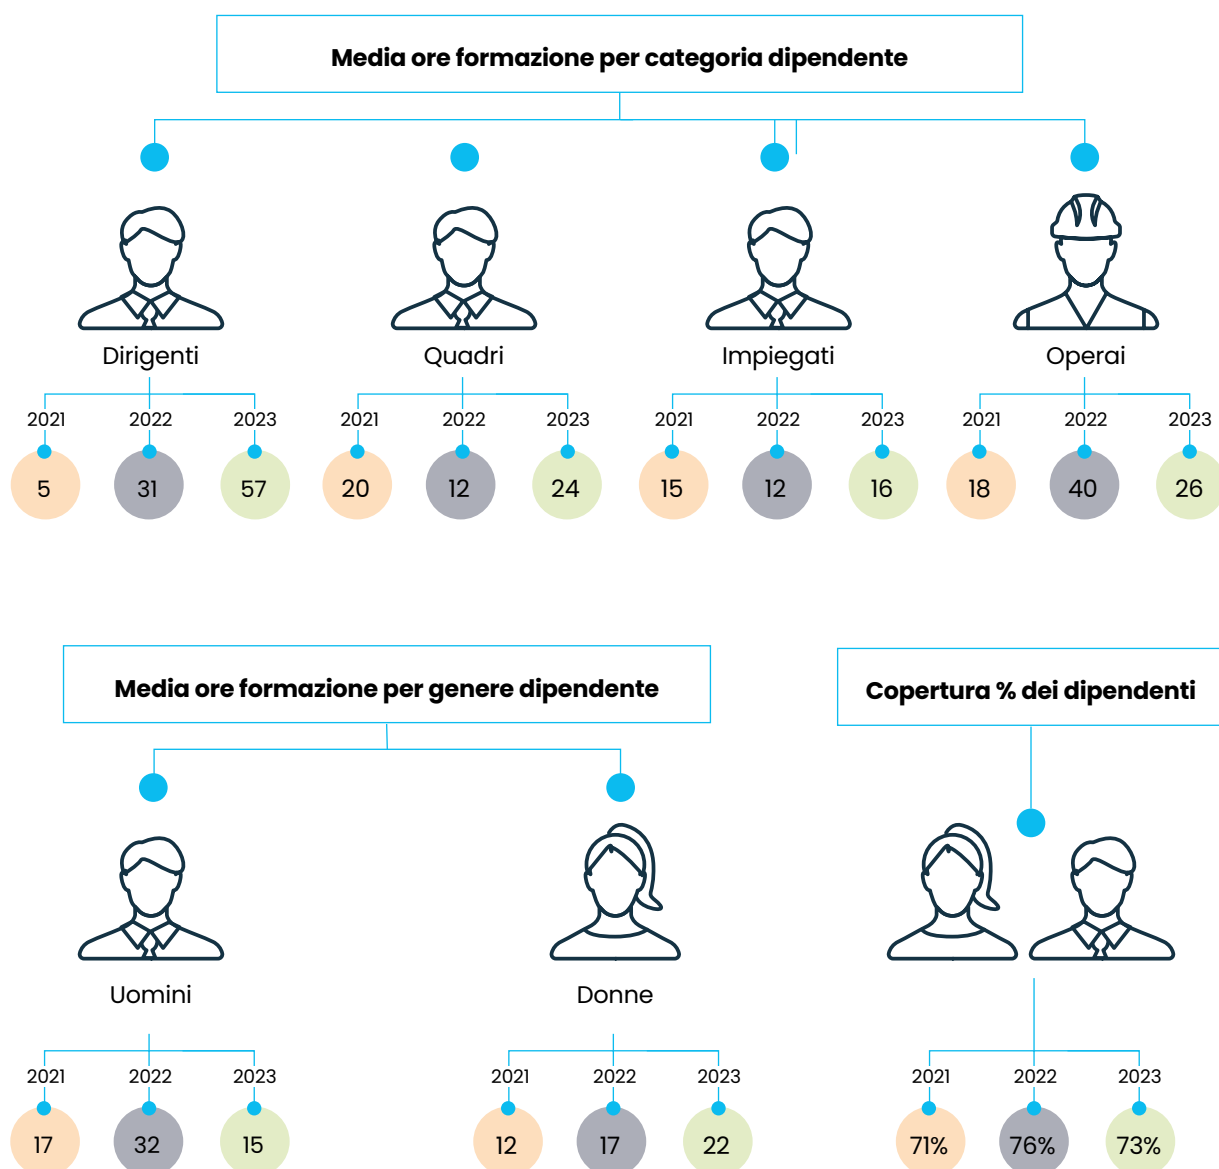 Media ore formazione per categoria dipendente
Dirigenti Quadri Impiegati Operai
2021 2022 2023 2021 2022 2023 2021 2022 2023 2021 2022 2023
5 31 57 20 12 24 15 12 16 18 40 26
Media ore formazione per genere dipendente
Copertura % dei dipendenti
Uomini Donne
2021 2022 2023 2021 2022 2023 2021 2022 2023
17 32 15 12 17 22 71% 76% 73%